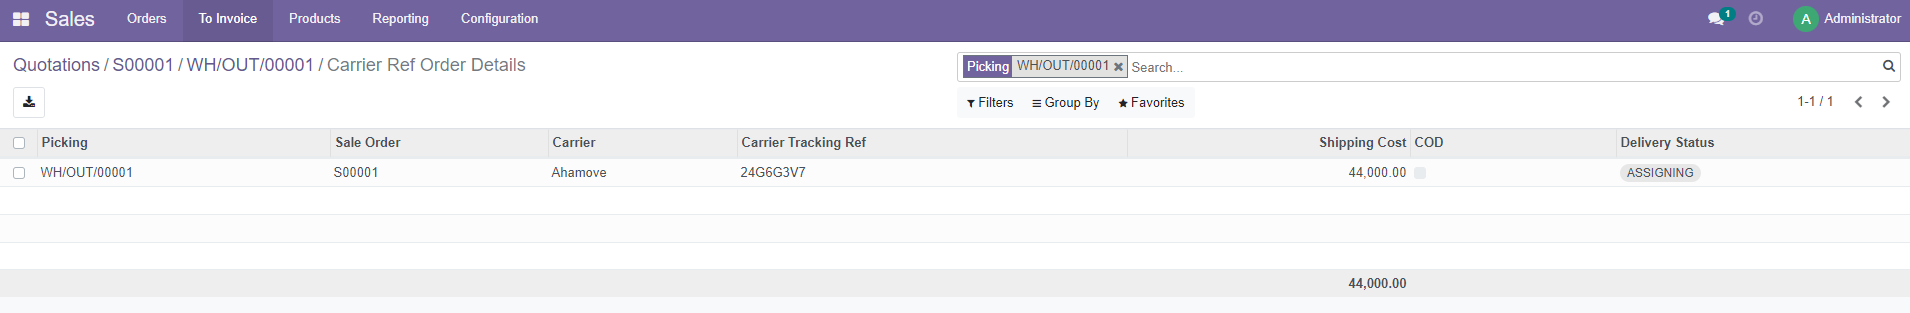 Sales Orders To Invoice Products Reporting Configuration 1 A Administrator
Quotations / S00001 / WH/OUT/00001 / Carrier Ref Order Details
Picking WH/OUT/00001 Search...
Filters Group By Favorites 1-1 / 1
Picking Sale Order Carrier Carrier Tracking Ref Shipping Cost COD Delivery Status
WH/OUT/00001 S00001 Ahamove 24G6G3V7 44,000.00 ASSIGNING
44,000.00